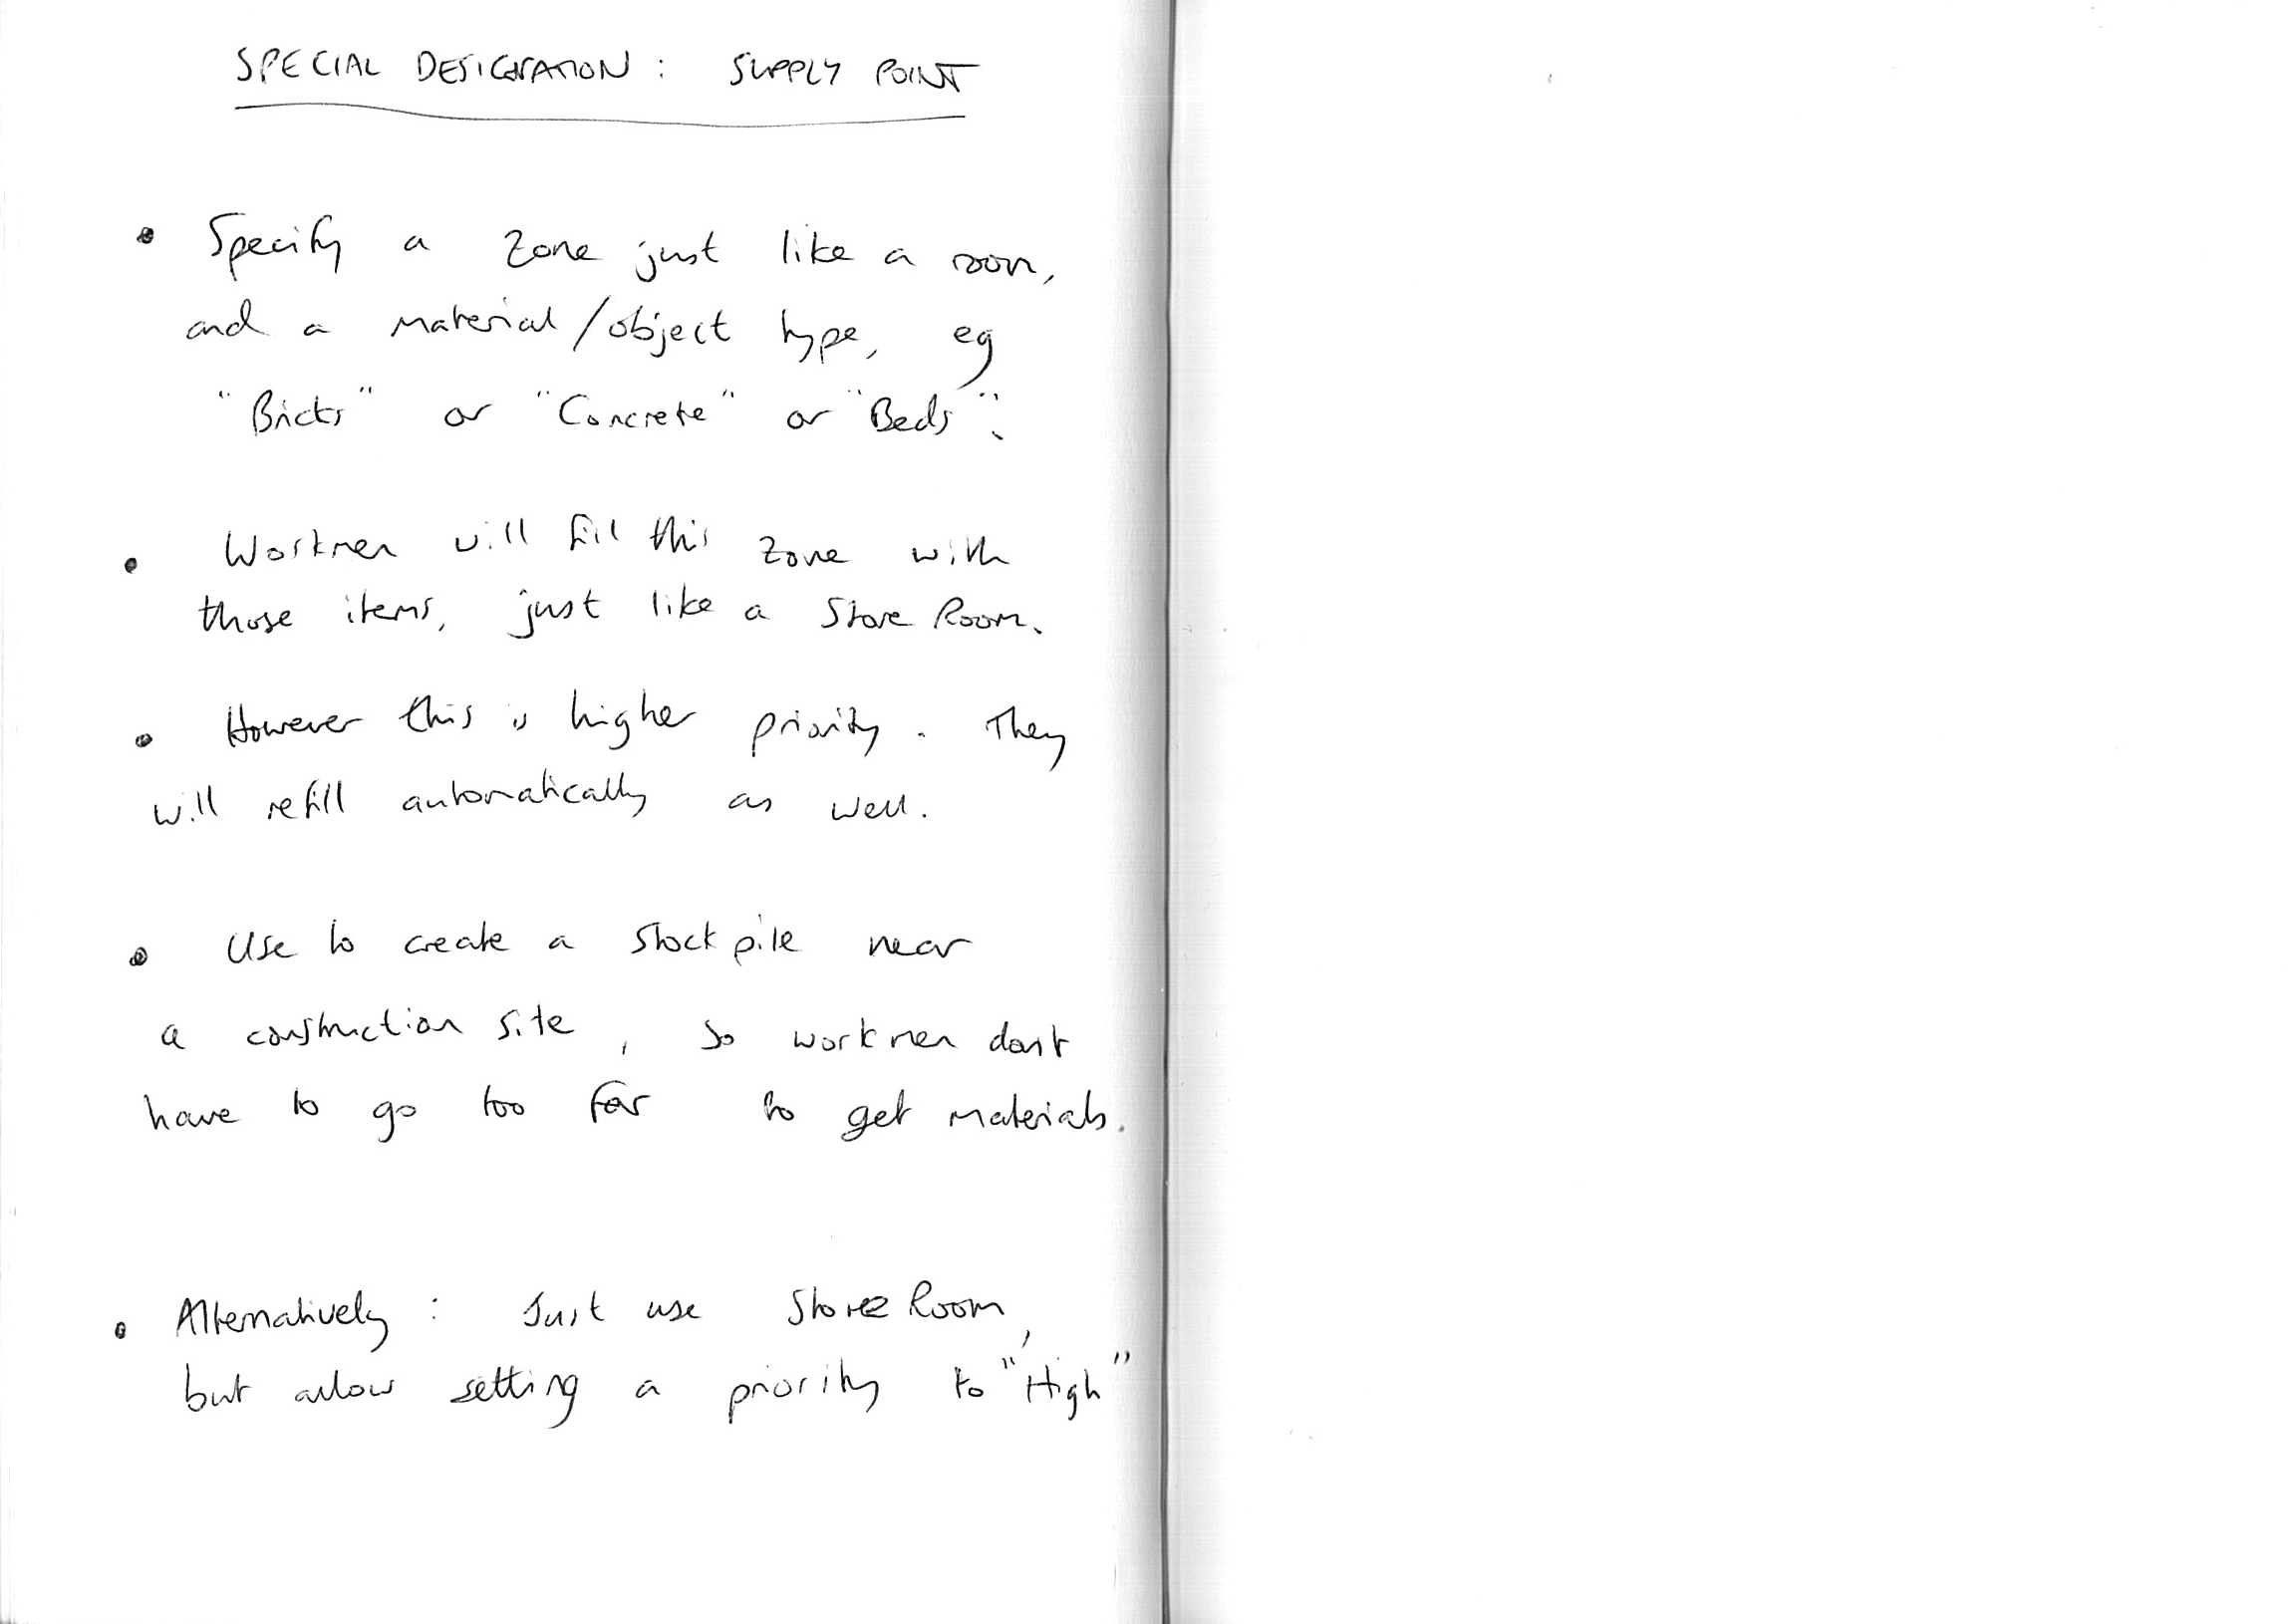 SPECIAL DESIGNATION : SUPPLY POINT
• Specify a zone just like a room,
and a material/object type, eg
"Bricks" or "Concrete" or "Beds".
• Workmen will fill this zone with
those items, just like a Store Room.
• However this is higher priority. They
will refill automatically as well.
• Use to create a stockpile near
a construction site, so workmen don't
have to go too far to get materials.
• Alternatively : Just use Store Room,
but allow setting a priority to "High"